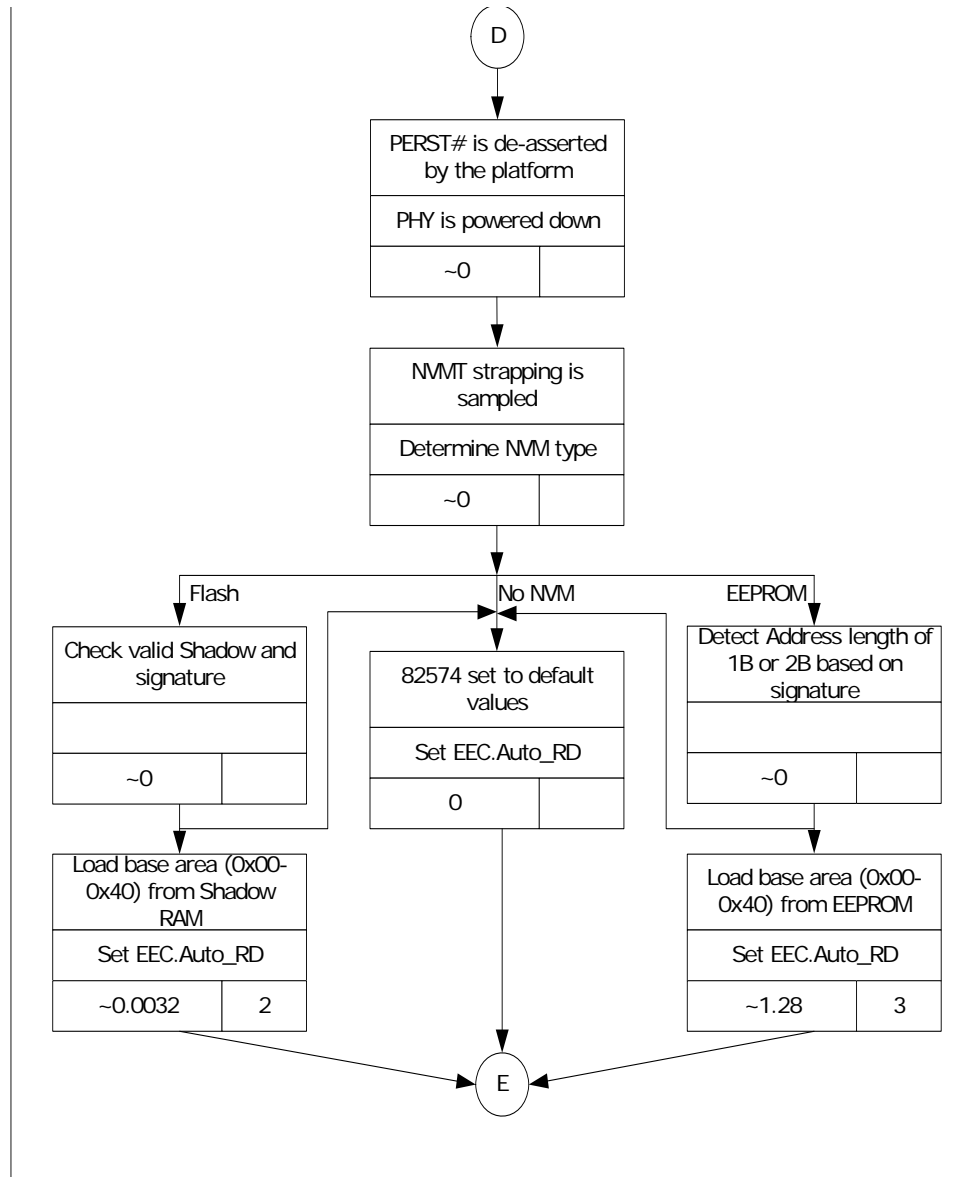 D
PERST# is de-asserted
by the platform
PHY is powered down
~0
NVMT strapping is
sampled
Determine NVM type
~0
Flash
No NVM
EEPROM
Check valid Shadow and
signature
~0
82574 set to default
values
Set EEC.Auto_RD
0
Detect Address length of
1B or 2B based on
signature
~0
Load base area (0x00-
0x40) from Shadow
RAM
Set EEC.Auto_RD
~0.0032
2
Load base area (0x00-
0x40) from EEPROM
Set EEC.Auto_RD
~1.28
3
E